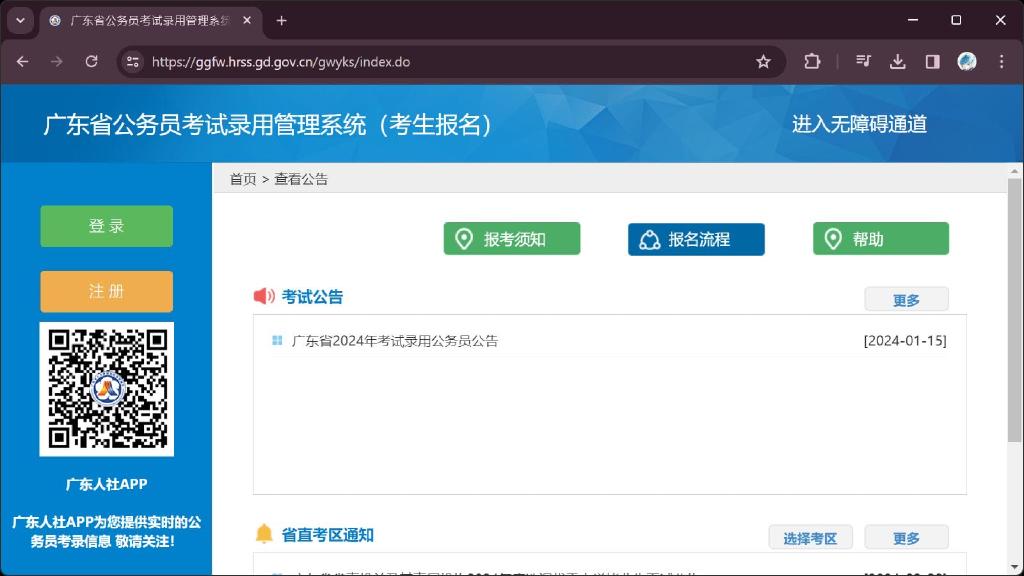 广东省公务员考试录用管理系统
https://ggfw.hrss.gd.gov.cn/gwyks/index.do
广东省公务员考试录用管理系统（考生报名）
进入无障碍通道
登 录
注 册
广东人社APP
广东人社APP为您提供实时的公
务员考录信息 敬请关注！
首页 > 查看公告
报考须知
报名流程
帮助
考试公告
更多
广东省2024年考试录用公务员公告
[2024-01-15]
省直考区通知
选择考区
更多